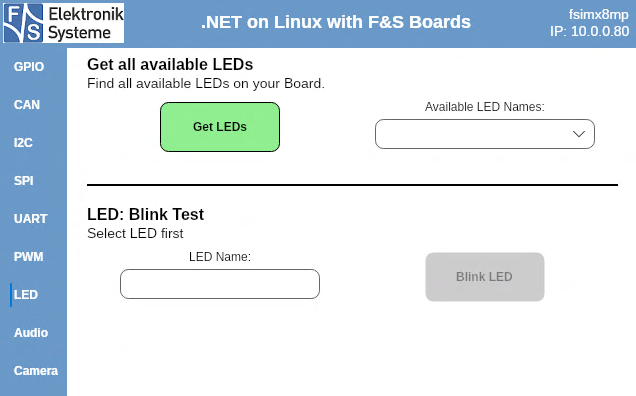 F&S Elektronik
Systeme
.NET on Linux with F&S Boards
fsimx8mp
IP: 10.0.0.80
GPIO
CAN
I2C
SPI
UART
PWM
LED
Audio
Camera
Get all available LEDs
Find all available LEDs on your Board.
Get LEDs
Available LED Names:
LED: Blink Test
Select LED first
LED Name:
Blink LED